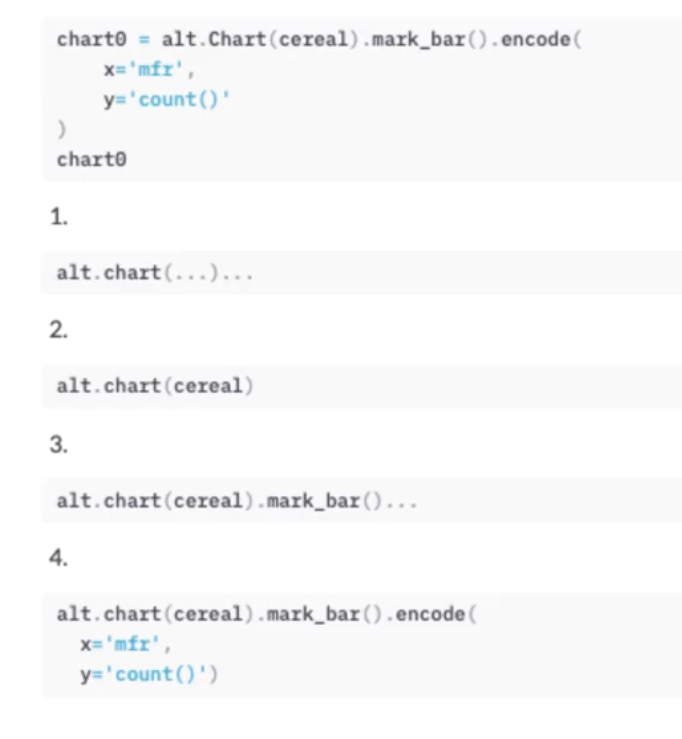 chart0 = alt.Chart(cereal).mark_bar().encode(
    x='mfr',
    y='count()'
)
chart0
1.
alt.chart(...)...
2.
alt.chart(cereal)
3.
alt.chart(cereal).mark_bar()...
4.
alt.chart(cereal).mark_bar().encode(
  x='mfr',
  y='count()')